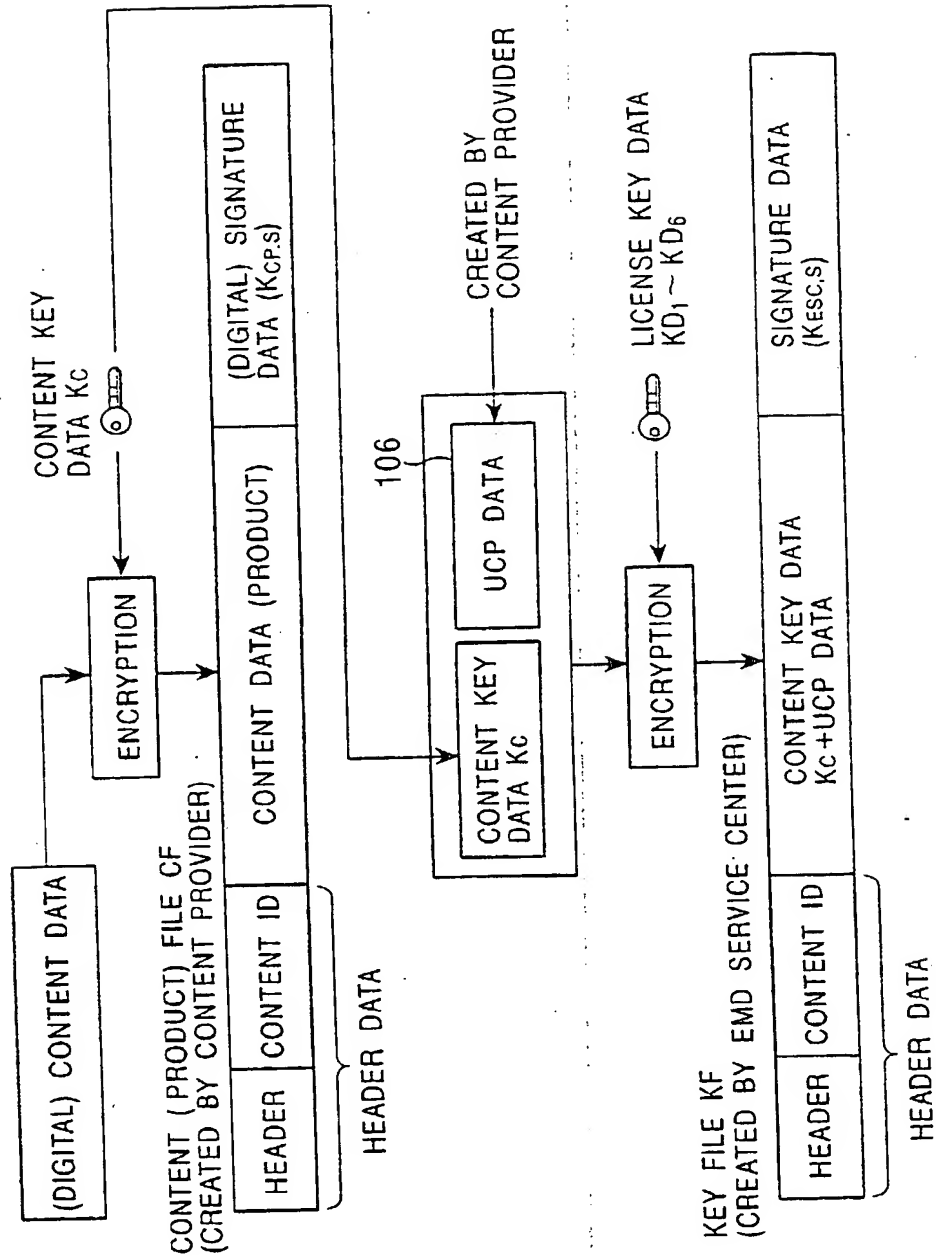 (DIGITAL) CONTENT DATA
CONTENT KEY
DATA Kc
ENCRYPTION
CONTENT (PRODUCT) FILE CF
(CREATED BY CONTENT PROVIDER)
HEADER
CONTENT ID
CONTENT DATA (PRODUCT)
(DIGITAL) SIGNATURE
DATA (KCP,S)
HEADER DATA
106
CONTENT KEY
DATA Kc
UCP DATA
CREATED BY
CONTENT PROVIDER
LICENSE KEY DATA
KD1~KD6
ENCRYPTION
KEY FILE KF
(CREATED BY EMD SERVICE CENTER)
HEADER
CONTENT ID
CONTENT KEY DATA
Kc+UCP DATA
SIGNATURE DATA
(KESC,S)
HEADER DATA